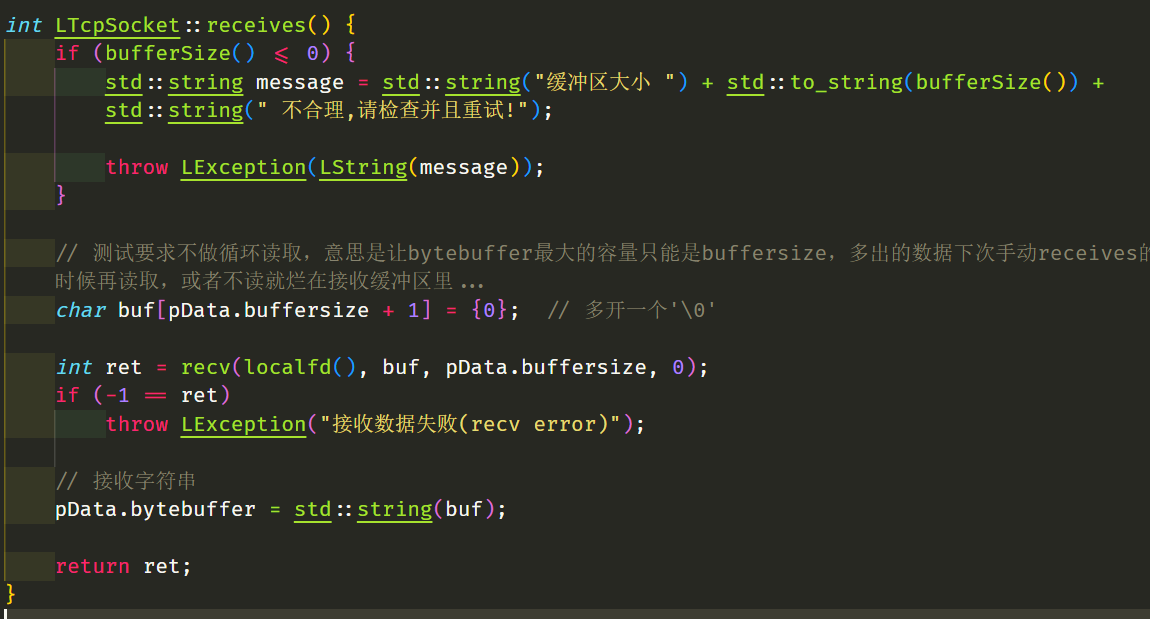 int LTcpSocket::receives() {
    if (bufferSize() <= 0) {
        std::string message = std::string("缓冲区大小 ") + std::to_string(bufferSize()) +
        std::string(" 不合理,请检查并且重试!");
        throw LException(LString(message));
    }
    // 测试要求不做循环读取，意思是让bytebuffer最大的容量只能是buffersize，多出的数据下次手动receives的
    时候再读取，或者不读就烂在接收缓冲区里...
    char buf[pData.buffersize + 1] = {0};  // 多开一个'\0'
    int ret = recv(localfd(), buf, pData.buffersize, 0);
    if (-1 == ret)
        throw LException("接收数据失败(recv error)");
    // 接收字符串
    pData.bytebuffer = std::string(buf);
    return ret;
}